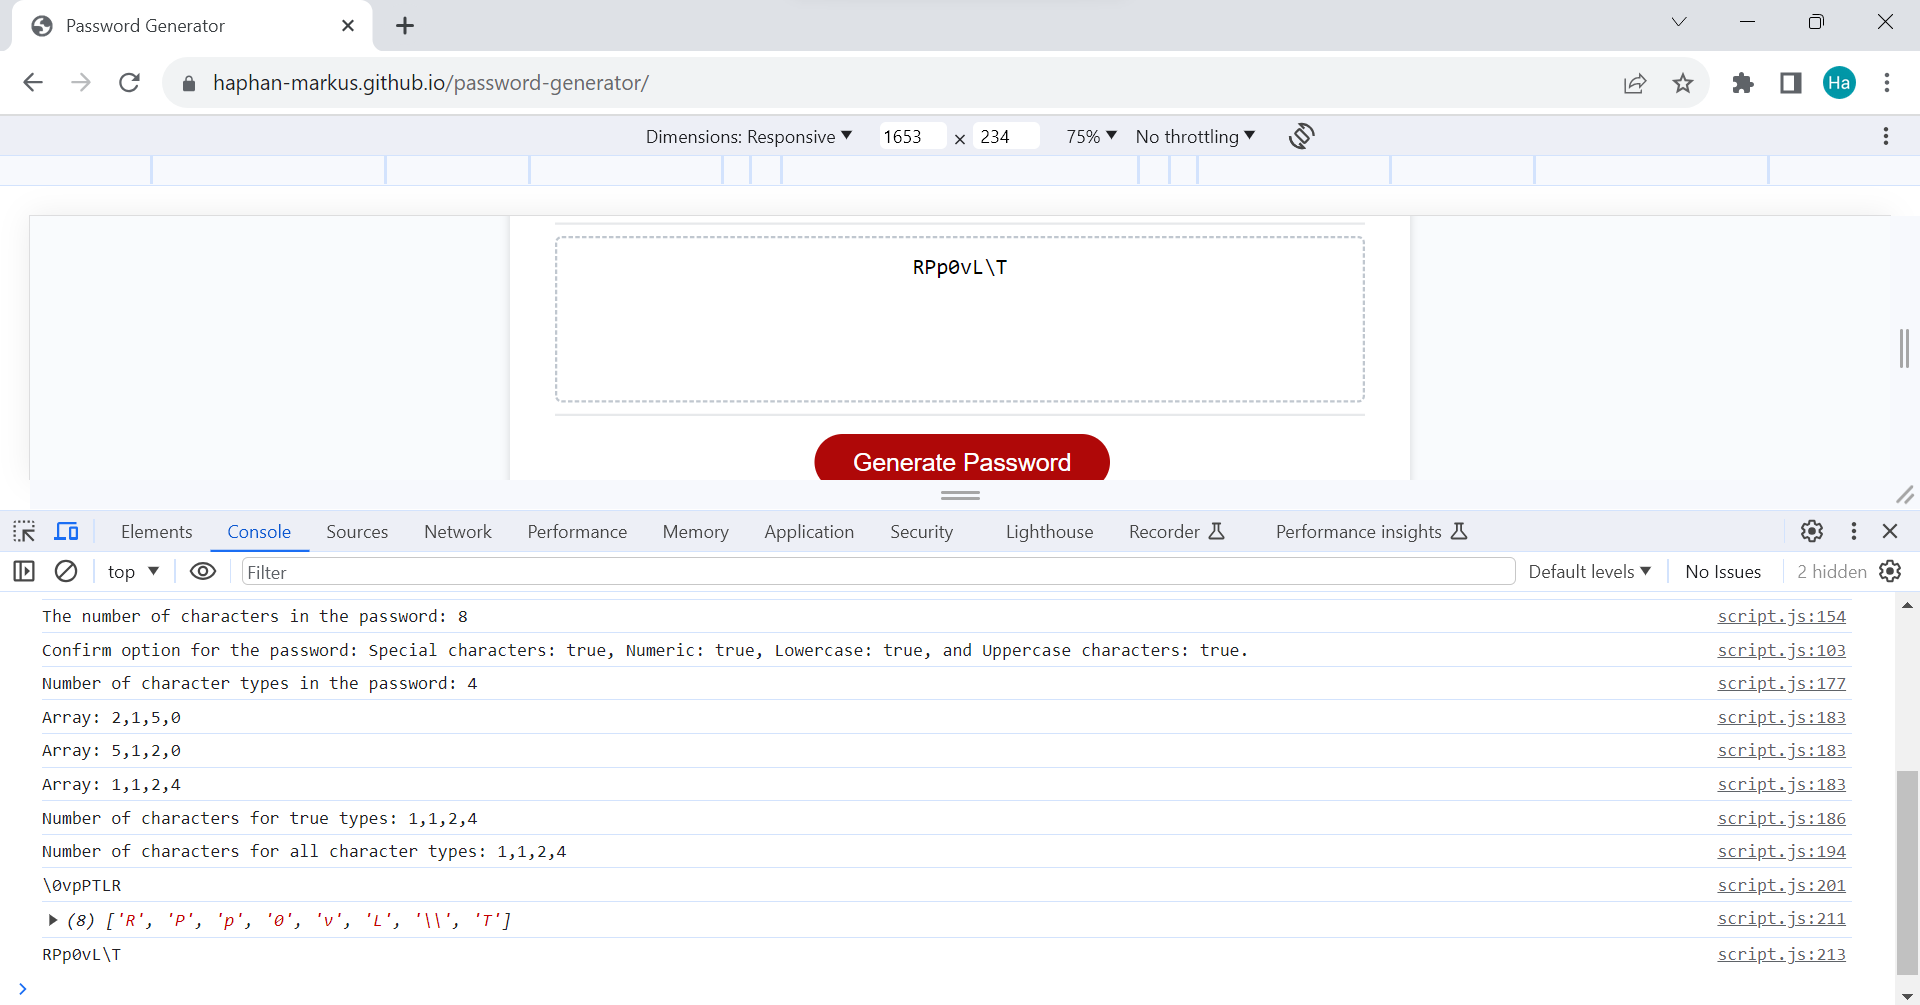 Password Generator
haphan-markus.github.io/password-generator/
Ha
Dimensions: Responsive ▼ 1653 × 234 75% ▼ No throttling ▼
RPp0vL\T
Generate Password
Elements Console Sources Network Performance Memory Application Security Lighthouse Recorder Performance insights
top ▼ Filter Default levels ▼ No Issues 2 hidden
The number of characters in the password: 8 script.js:154
Confirm option for the password: Special characters: true, Numeric: true, Lowercase: true, and Uppercase characters: true. script.js:103
Number of character types in the password: 4 script.js:177
Array: 2,1,5,0 script.js:183
Array: 5,1,2,0 script.js:183
Array: 1,1,2,4 script.js:183
Number of characters for true types: 1,1,2,4 script.js:186
Number of characters for all character types: 1,1,2,4 script.js:194
\0vpPTLR script.js:201
(8) ['R', 'P', 'p', '0', 'v', 'L', '\\', 'T'] script.js:211
RPp0vL\T script.js:213